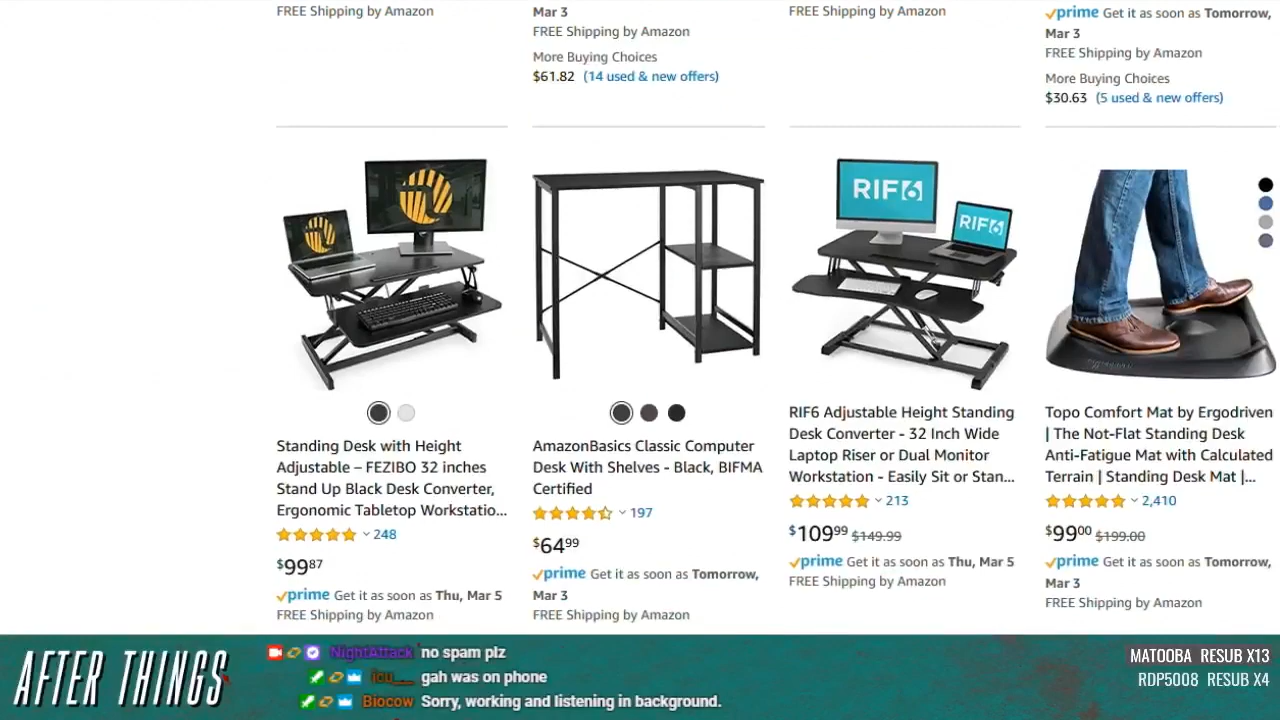 FREE Shipping by Amazon
Mar 3
FREE Shipping by Amazon
More Buying Choices
$61.82 (14 used & new offers)
FREE Shipping by Amazon
prime Get it as soon as Tomorrow,
Mar 3
FREE Shipping by Amazon
More Buying Choices
$30.63 (5 used & new offers)
RIF6
RIF6
Standing Desk with Height
Adjustable – FEZIBO 32 inches
Stand Up Black Desk Converter,
Ergonomic Tabletop Workstatio...
248
$9987
prime Get it as soon as Thu, Mar 5
FREE Shipping by Amazon
AmazonBasics Classic Computer
Desk With Shelves - Black, BIFMA
Certified
197
$6499
prime Get it as soon as Tomorrow,
Mar 3
FREE Shipping by Amazon
RIF6 Adjustable Height Standing
Desk Converter - 32 Inch Wide
Laptop Riser or Dual Monitor
Workstation - Easily Sit or Stan...
213
$10999 $149.99
prime Get it as soon as Thu, Mar 5
FREE Shipping by Amazon
Topo Comfort Mat by Ergodriven
| The Not-Flat Standing Desk
Anti-Fatigue Mat with Calculated
Terrain | Standing Desk Mat |...
2,410
$9900 $199.00
prime Get it as soon as Tomorrow,
Mar 3
FREE Shipping by Amazon
AFTER THINGS
NightAttack no spam plz
icu__ gah was on phone
Biocow Sorry, working and listening in background.
MATOOBA RESUB X13
RDP5008 RESUB X4